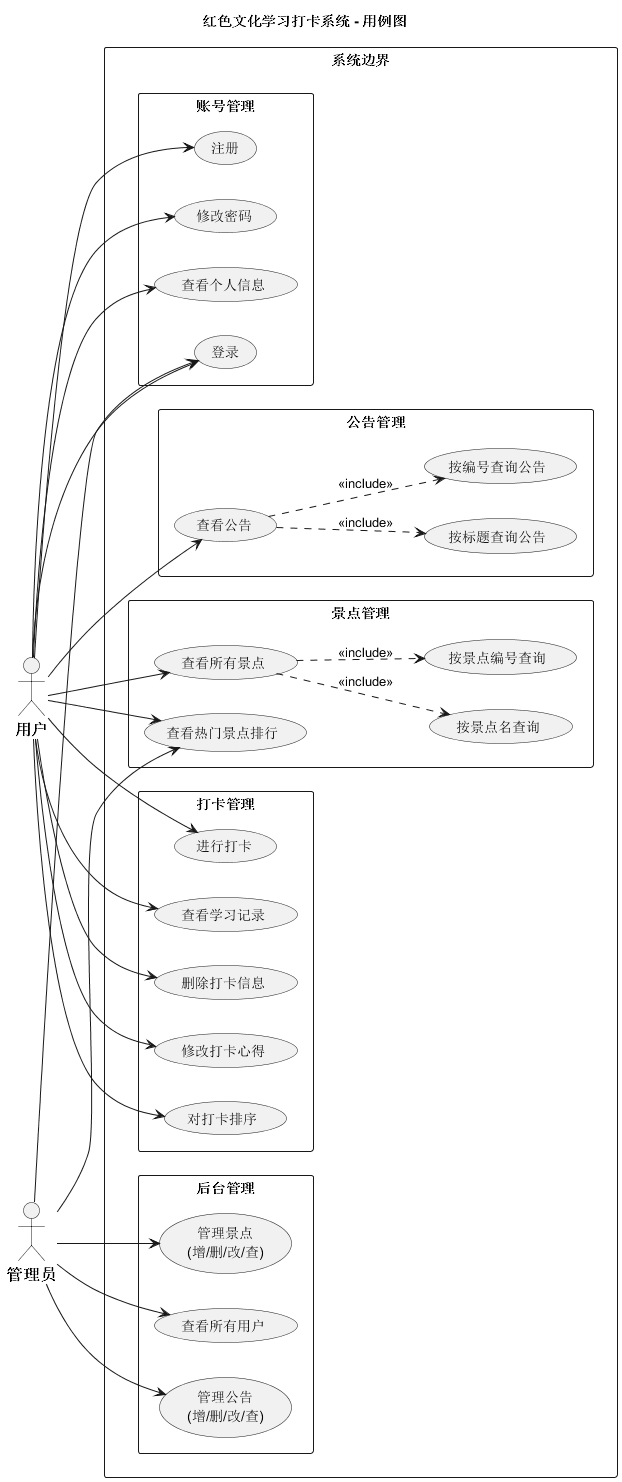 红色文化学习打卡系统 - 用例图
系统边界
账号管理
注册
修改密码
查看个人信息
登录
公告管理
按编号查询公告
«include»
查看公告
«include»
按标题查询公告
景点管理
查看所有景点
«include»
按景点编号查询
«include»
按景点名查询
查看热门景点排行
用户
打卡管理
进行打卡
查看学习记录
删除打卡信息
修改打卡心得
对打卡排序
后台管理
管理景点
(增/删/改/查)
管理员
查看所有用户
管理公告
(增/删/改/查)